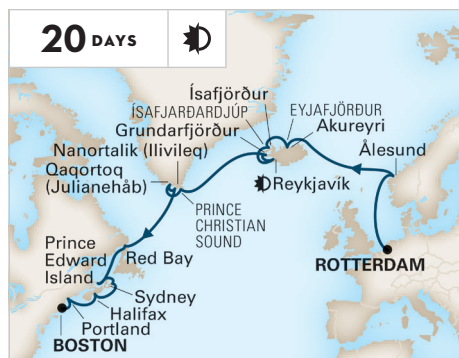 20 DAYS
Ísafjörður
ÍSAFJARÐARDJÚP
EYJAFJÖRÐUR
Grundarfjörður
Akureyri
Nanortalik (Ilivileq)
Ålesund
Qaqortoq
(Julianehåb)
Reykjavík
PRINCE
CHRISTIAN
SOUND
Prince
Edward
Island
Red Bay
ROTTERDAM
Sydney
Halifax
Portland
BOSTON